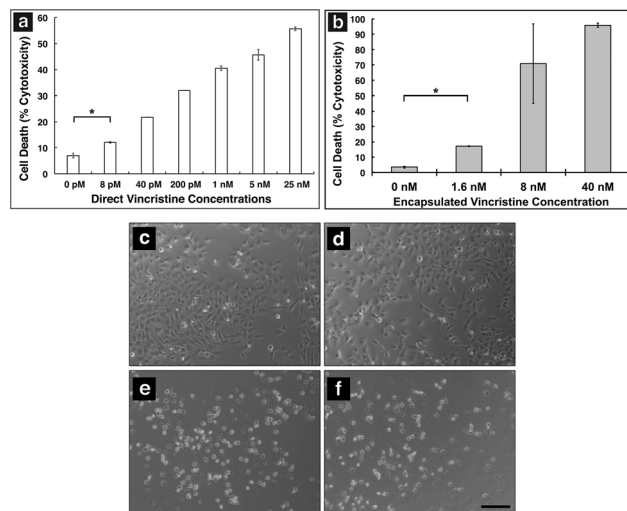 a
Cell Death (% Cytotoxicity)
60
50
40
30
20
10
0
*
0 pM 8 pM 40 pM 200 pM 1 nM 5 nM 25 nM
Direct Vincristine Concentrations
b
Cell Death (% Cytotoxicity)
100
90
80
70
60
50
40
30
20
10
0
*
0 nM 1.6 nM 8 nM 40 nM
Encapsulated Vincristine Concentration
c
d
e
f